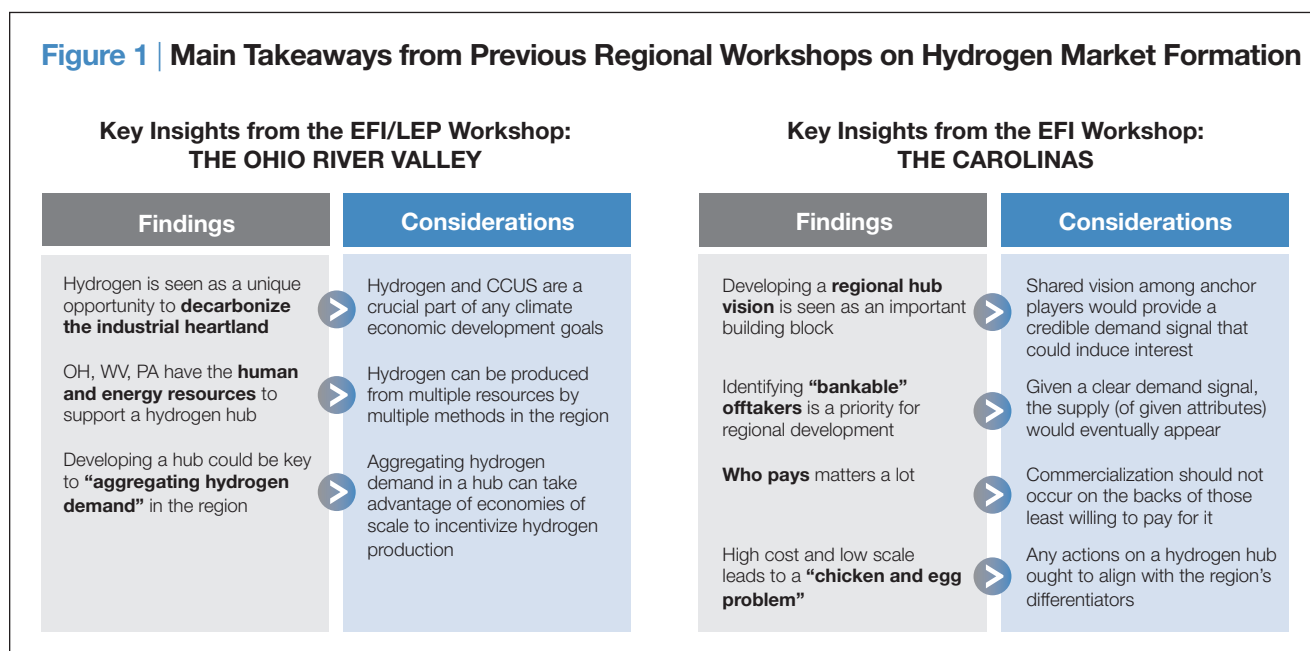 Figure 1 | Main Takeaways from Previous Regional Workshops on Hydrogen Market Formation
Key Insights from the EFI/LEP Workshop:
THE OHIO RIVER VALLEY
Findings
Considerations
Hydrogen is seen as a unique
opportunity to decarbonize
the industrial heartland
Hydrogen and CCUS are a
crucial part of any climate
economic development goals
OH, WV, PA have the human
and energy resources to
support a hydrogen hub
Hydrogen can be produced
from multiple resources by
multiple methods in the region
Developing a hub could be key
to “aggregating hydrogen
demand” in the region
Aggregating hydrogen
demand in a hub can take
advantage of economies of
scale to incentivize hydrogen
production
Key Insights from the EFI Workshop:
THE CAROLINAS
Findings
Considerations
Developing a regional hub
vision is seen as an important
building block
Shared vision among anchor
players would provide a
credible demand signal that
could induce interest
Identifying “bankable”
offtakers is a priority for
regional development
Given a clear demand signal,
the supply (of given attributes)
would eventually appear
Who pays matters a lot
Commercialization should not
occur on the backs of those
least willing to pay for it
High cost and low scale
leads to a “chicken and egg
problem”
Any actions on a hydrogen hub
ought to align with the region’s
differentiators